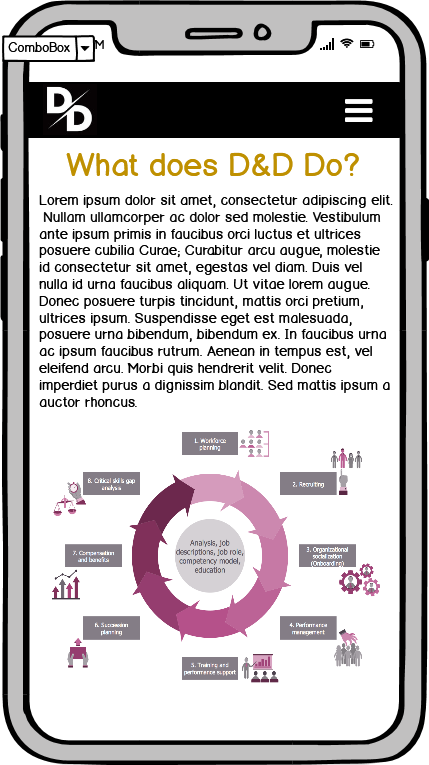 ComboBox
M
D
D
What does D&D Do?
Lorem ipsum dolor sit amet, consectetur adipiscing elit.
Nullam ullamcorper ac dolor sed molestie. Vestibulum
ante ipsum primis in faucibus orci luctus et ultrices
posuere cubilia Curae; Curabitur arcu augue, molestie
id consectetur sit amet, egestas vel diam. Duis vel
nulla id urna faucibus aliquam. Ut vitae lorem augue.
Donec posuere turpis tincidunt, mattis orci pretium,
ultrices ipsum. Suspendisse eget est malesuada,
posuere urna bibendum, bibendum ex. In faucibus urna
ac ipsum faucibus rutrum. Aenean in tempus est, vel
eleifend arcu. Morbi quis hendrerit velit. Donec
imperdiet purus a dignissim blandit. Sed mattis ipsum a
auctor rhoncus.
1. Workforce
planning
2. Recruiting
3. Organizational
socialization
(Onboarding)
4. Performance
management
5. Training and
performance support
6. Succession
planning
7. Compensation
and benefits
8. Critical skills gap
analysis
Analysis, job
descriptions, job role,
competency model,
education